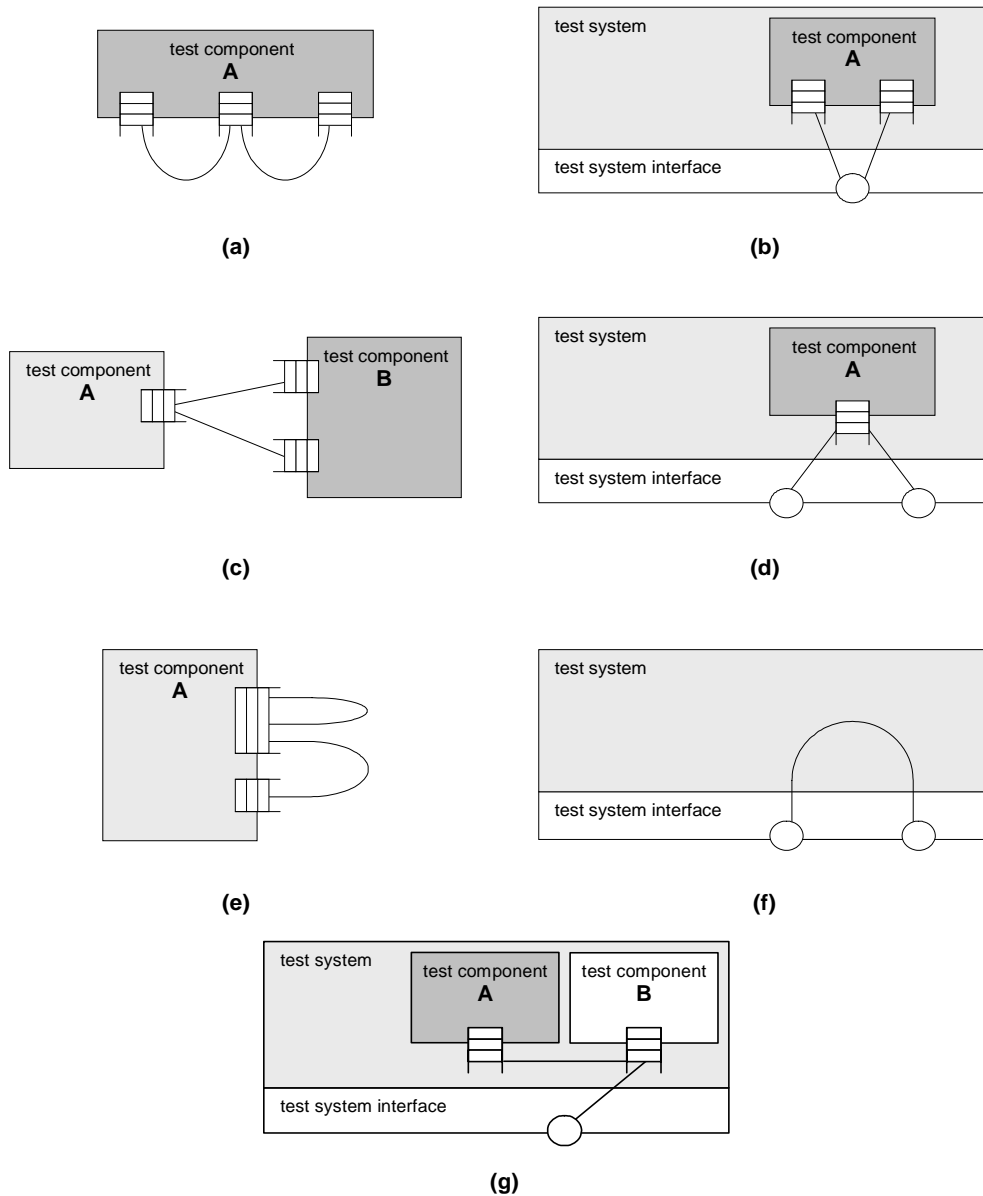 test component
A
(a)
test system
test component
A
test system interface
(b)
test component
A
test component
B
(c)
test system
test component
A
test system interface
(d)
test component
A
(e)
test system
test system interface
(f)
test system
test component
A
test component
B
test system interface
(g)